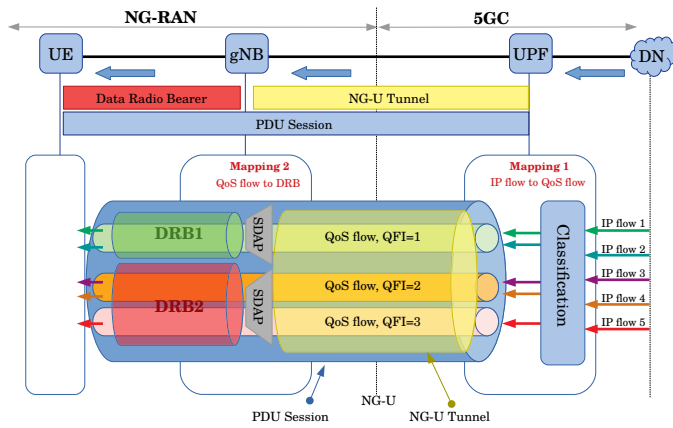 NG-RAN
5GC
UE
gNB
UPF
DN
Data Radio Bearer
NG-U Tunnel
PDU Session
Mapping 2
QoS flow to DRB
Mapping 1
IP flow to QoS flow
DRB1
SDAP
QoS flow, QFI=1
DRB2
SDAP
QoS flow, QFI=2
QoS flow, QFI=3
Classification
IP flow 1
IP flow 2
IP flow 3
IP flow 4
IP flow 5
PDU Session
NG-U
NG-U Tunnel